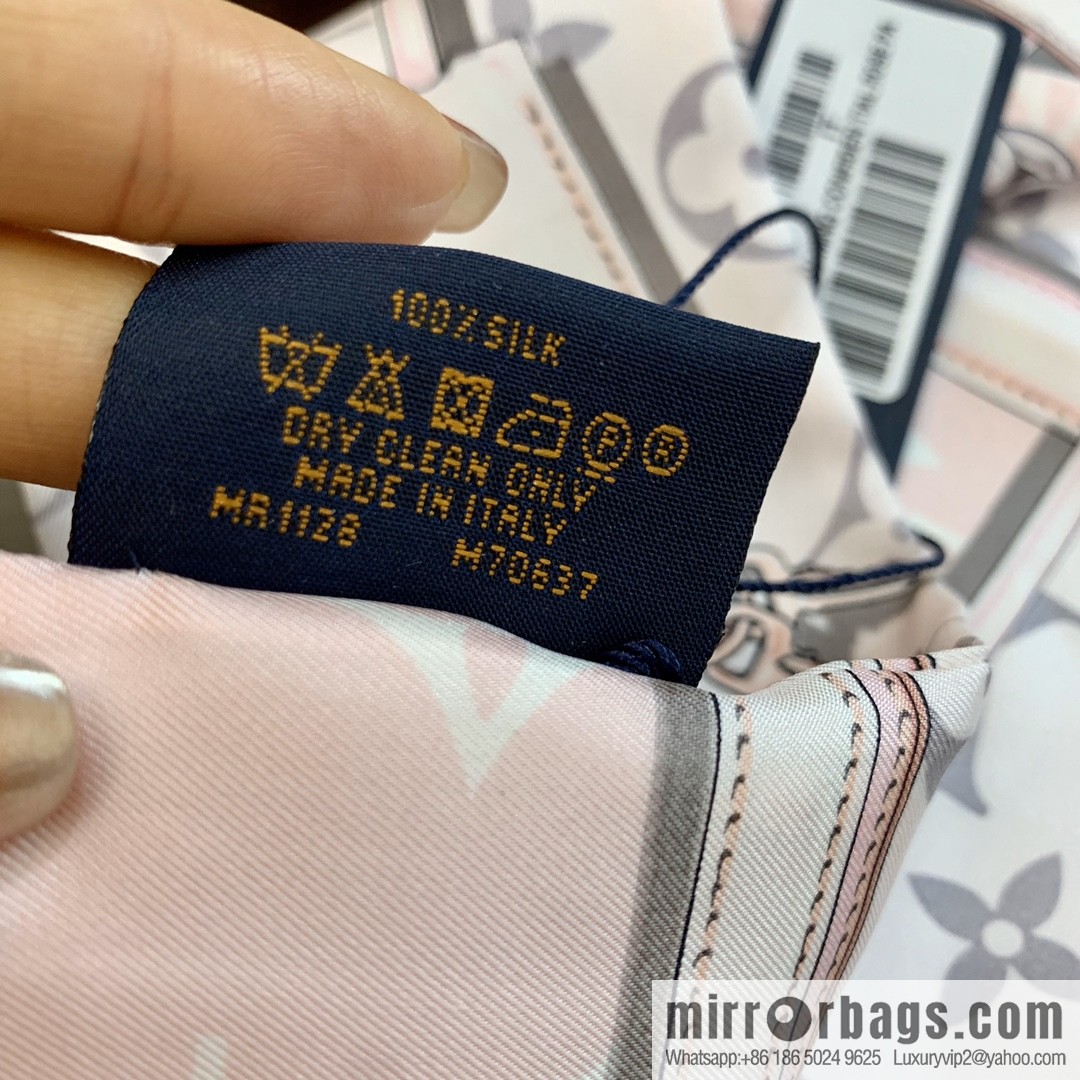 100% SILK
DRY CLEAN ONLY
MADE IN ITALY
MR1128
M70637
mirrorbags.com
Whatsapp:+86 186 5024 9625 Luxuryvip2@yahoo.com